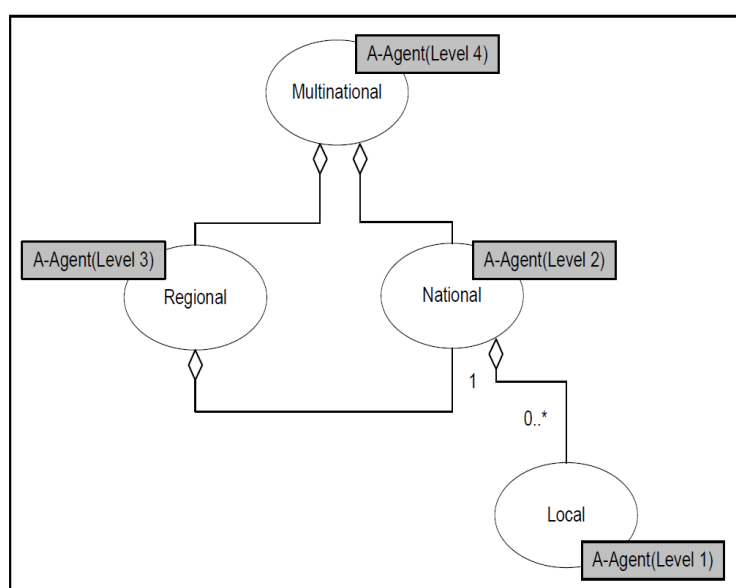 A-Agent(Level 4)
Multinational
A-Agent(Level 3)
A-Agent(Level 2)
Regional
National
1
0..*
Local
A-Agent(Level 1)